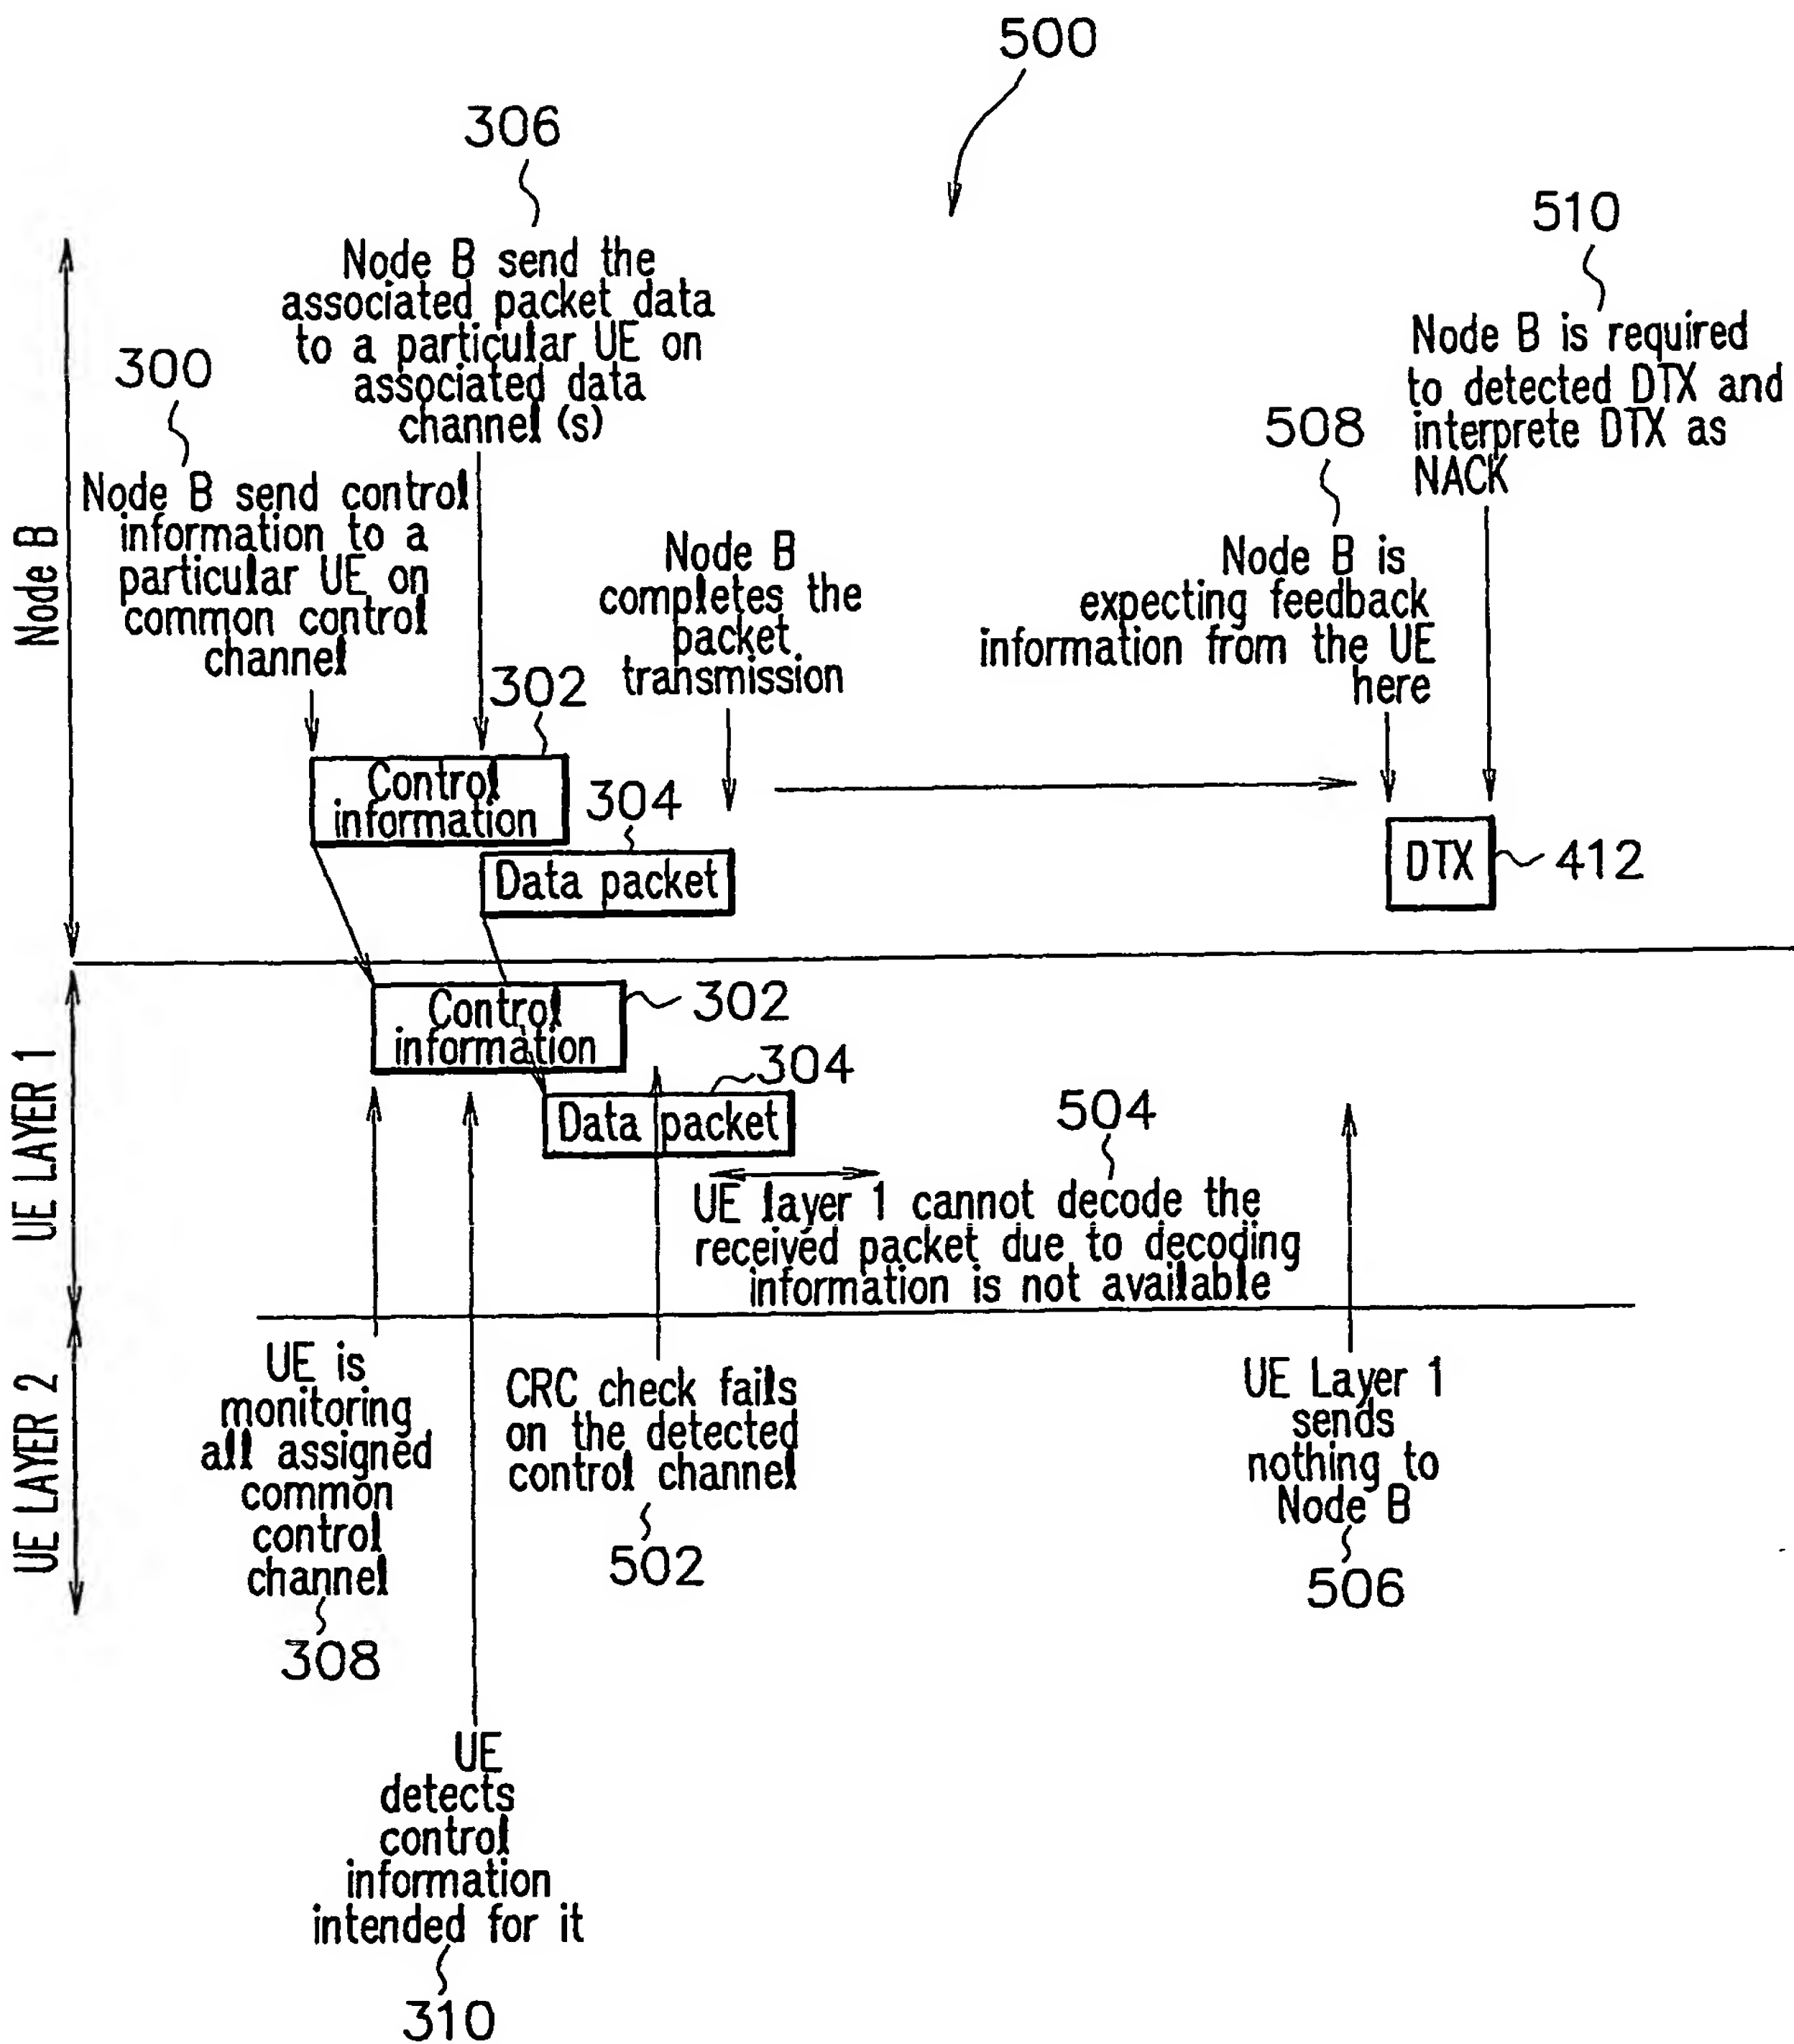 500
306
Node B send the
associated packet data
to a particular UE on
associated data
channel (s)
510
Node B is required
to detected DTX and
interprete DTX as
NACK
300
Node B send control
information to a
particular UE on
common control
channel
508
Node B is
expecting feedback
information from the UE
here
Node B
completes the
packet
transmission
Node B
302
Control
information
304
Data packet
DTX
412
UE LAYER 1
Control
information
302
304
Data packet
504
UE layer 1 cannot decode the
received packet due to decoding
information is not available
UE LAYER 2
UE is
monitoring
all assigned
common
control
channel
308
CRC check fails
on the detected
control channel
502
UE Layer 1
sends
nothing to
Node B
506
UE
detects
control
information
intended for it
310